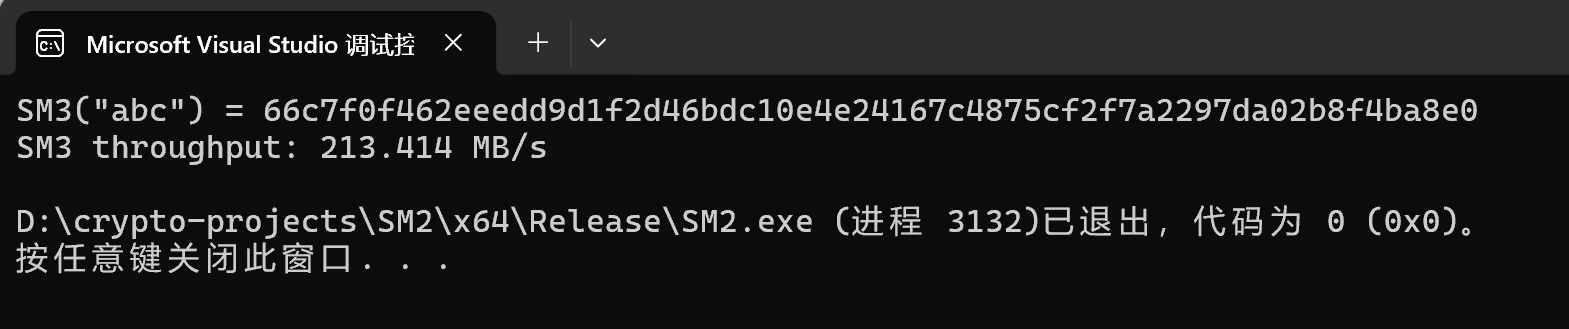 Microsoft Visual Studio 调试控
SM3("abc") = 66c7f0f462eeedd9d1f2d46bdc10e4e24167c4875cf2f7a2297da02b8f4ba8e0
SM3 throughput: 213.414 MB/s
D:\crypto-projects\SM2\x64\Release\SM2.exe (进程 3132)已退出，代码为 0 (0x0)。
按任意键关闭此窗口. . .